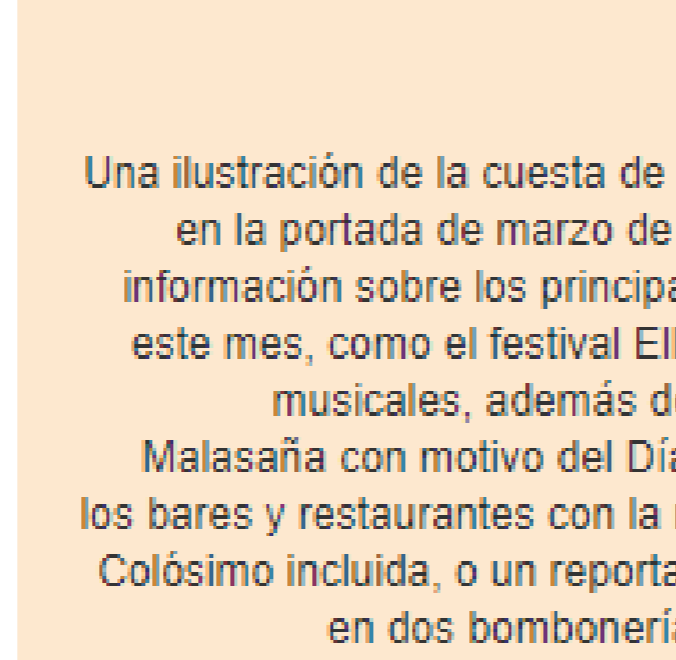 Una ilustración de la cuesta de
en la portada de marzo de
información sobre los principa
este mes, como el festival Ell
musicales, además d
Malasaña con motivo del Día
los bares y restaurantes con la
Colósimo incluida, o un reporta
en dos bombonería